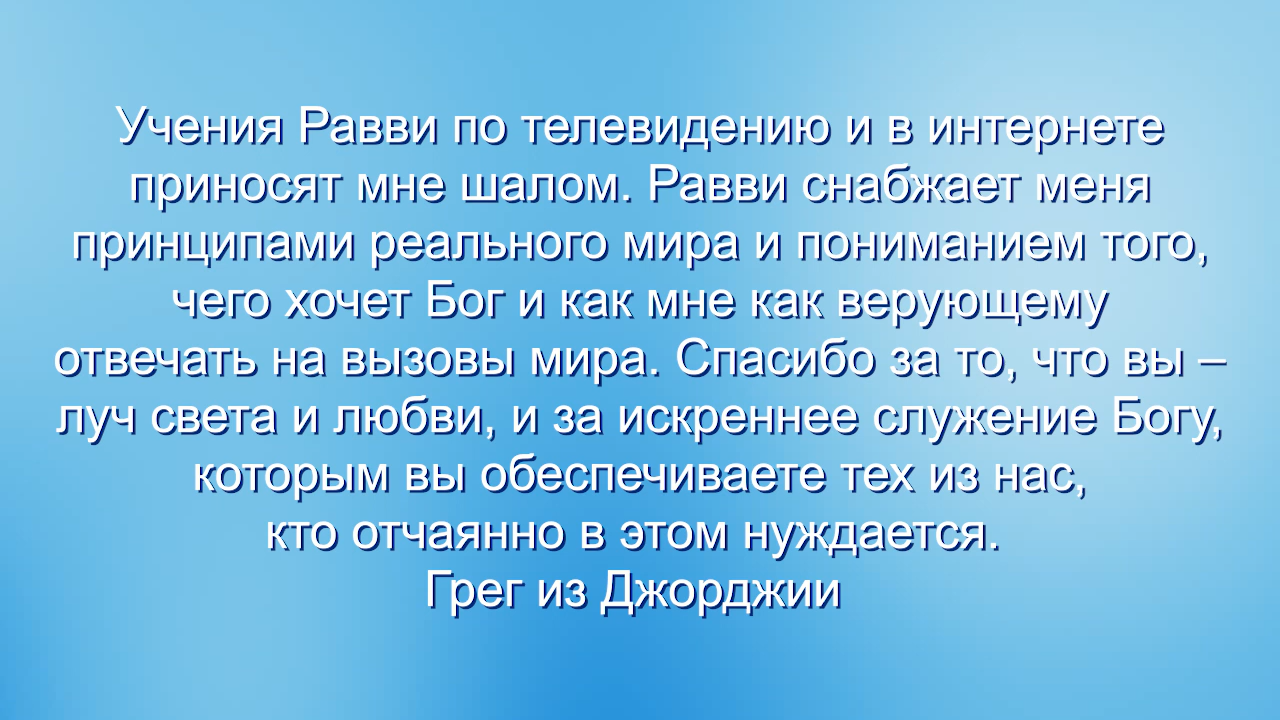 Учения Равви по телевидению и в интернете
приносят мне шалом. Равви снабжает меня
принципами реального мира и пониманием того,
чего хочет Бог и как мне как верующему
отвечать на вызовы мира. Спасибо за то, что вы –
луч света и любви, и за искреннее служение Богу,
которым вы обеспечиваете тех из нас,
кто отчаянно в этом нуждается.
Грег из Джорджии